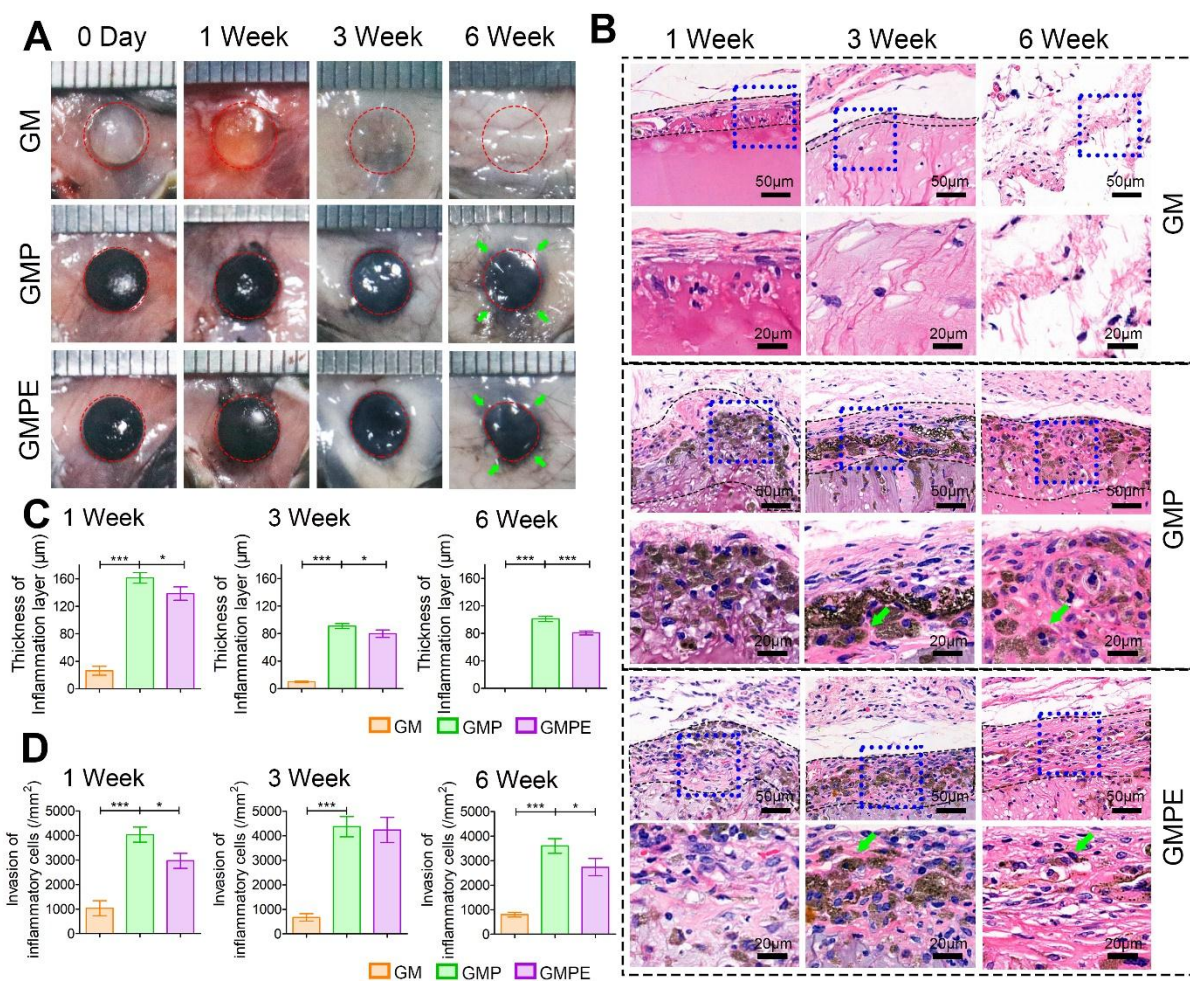 A
0 Day 1 Week 3 Week 6 Week
GM
GMP
GMPE
B
1 Week 3 Week 6 Week
50μm 50μm 50μm
20μm 20μm 20μm
GM
50μm 50μm 50μm
20μm 20μm 20μm
GMP
50μm 50μm 50μm
20μm 20μm 20μm
GMPE
C
1 Week
Thickness of
Inflammation layer (μm)
160
120
80
40
0
*** *
3 Week
Thickness of
Inflammation layer (μm)
160
120
80
40
0
*** *
6 Week
Thickness of
Inflammation layer (μm)
160
120
80
40
0
*** ***
GM GMP GMPE
D
1 Week
Invasion of
inflammatory cells (/mm²)
5000
4000
3000
2000
1000
0
*** *
3 Week
Invasion of
inflammatory cells (/mm²)
5000
4000
3000
2000
1000
0
***
6 Week
Invasion of
inflammatory cells (/mm²)
5000
4000
3000
2000
1000
0
*** *
GM GMP GMPE